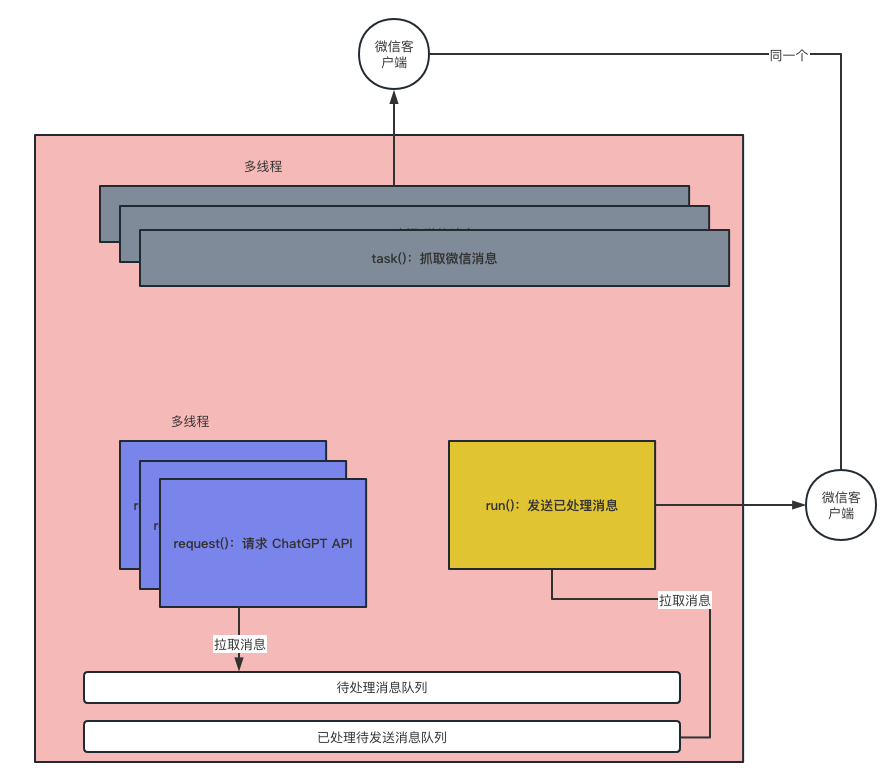 微信客
户端
同一个
多线程
task()：抓取微信消息
多线程
r
r
request()：请求 ChatGPT API
run()：发送已处理消息
微信客
户端
拉取消息
拉取消息
待处理消息队列
已处理待发送消息队列